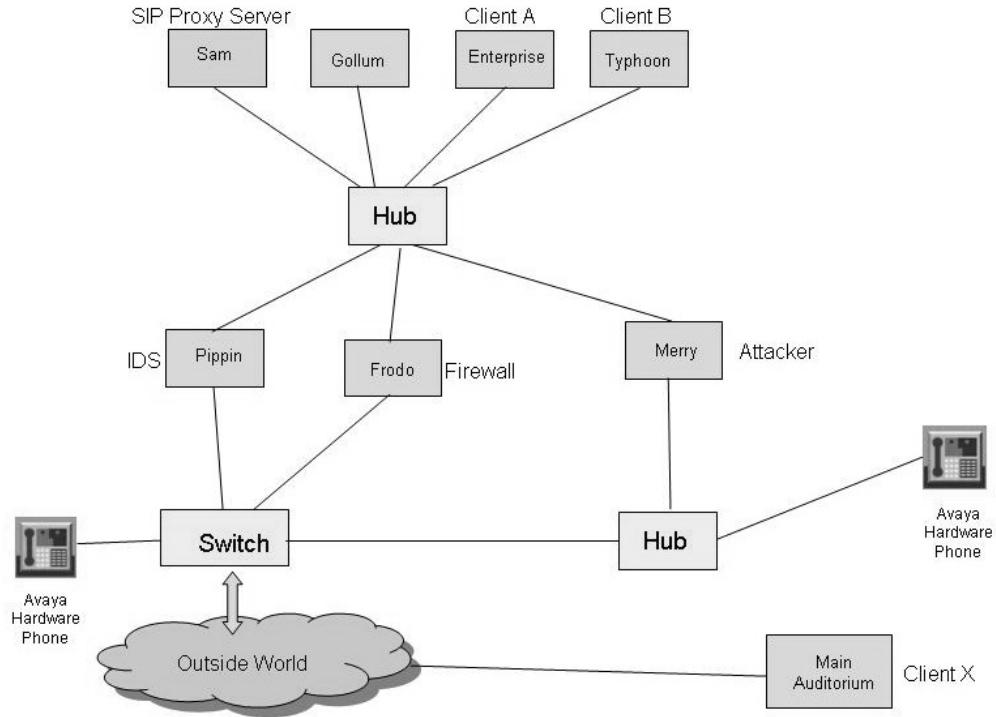 SIP Proxy Server
Client A
Client B
Sam
Gollum
Enterprise
Typhoon
Hub
IDS
Pippin
Frodo
Firewall
Merry
Attacker
Avaya
Hardware
Phone
Switch
Hub
Avaya
Hardware
Phone
Outside World
Main
Auditorium
Client X